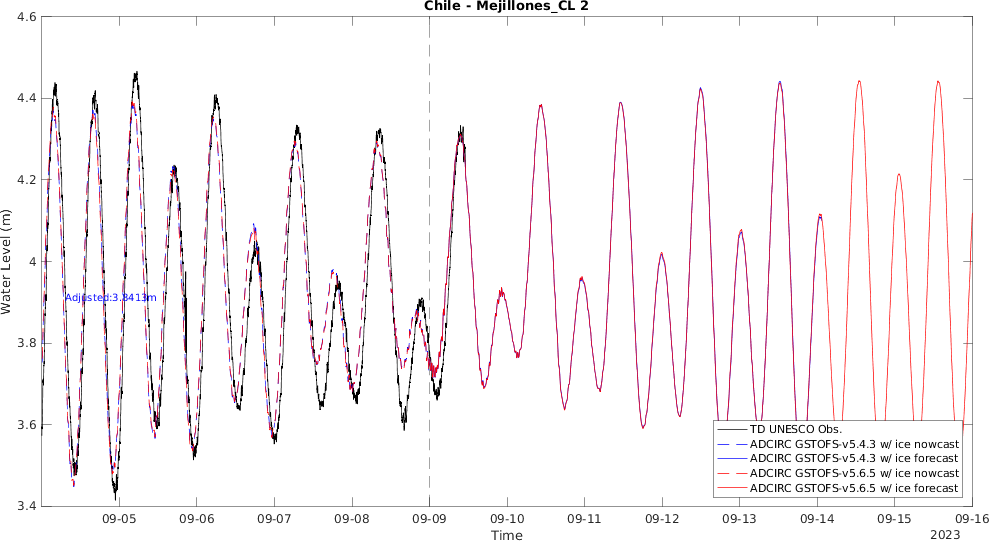 Chile - Mejillones_CL 2
4.6
4.4
4.2
4
3.8
3.6
3.4
Water Level (m)
Adjusted:3.8413m
TD UNESCO Obs.
ADCIRC GSTOFS-v5.4.3 w/ ice nowcast
ADCIRC GSTOFS-v5.4.3 w/ ice forecast
ADCIRC GSTOFS-v5.6.5 w/ ice nowcast
ADCIRC GSTOFS-v5.6.5 w/ ice forecast
09-05 09-06 09-07 09-08 09-09 09-10 09-11 09-12 09-13 09-14 09-15 09-16
Time
2023